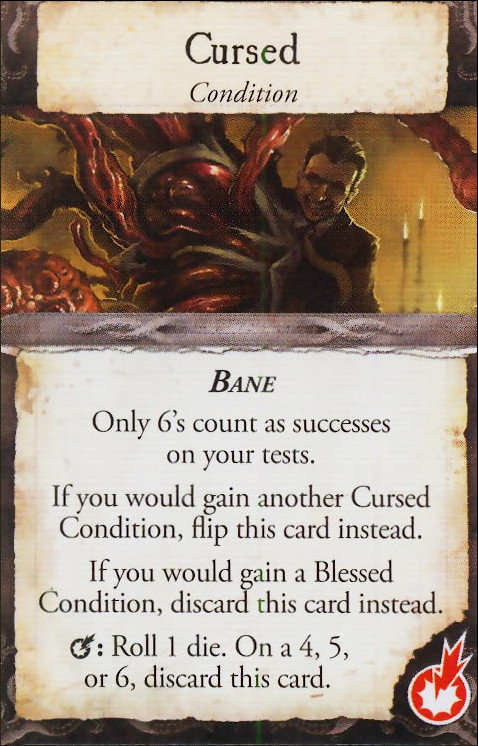 Cursed
Condition
BANE
Only 6's count as successes
on your tests.
If you would gain another Cursed
Condition, flip this card instead.
If you would gain a Blessed
Condition, discard this card instead.
: Roll 1 die. On a 4, 5,
or 6, discard this card.